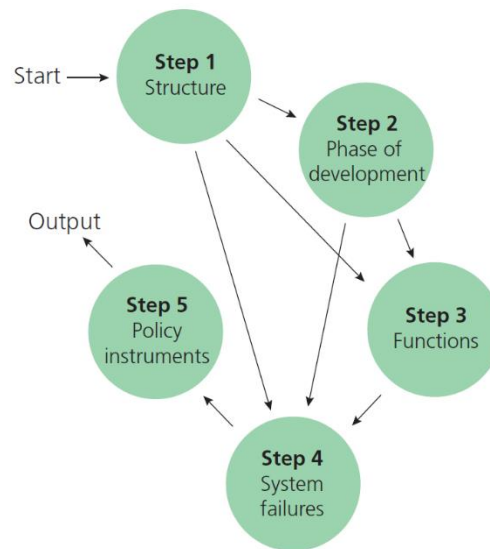 Start
Step 1
Structure
Step 2
Phase of
development
Step 3
Functions
Step 4
System
failures
Step 5
Policy
instruments
Output